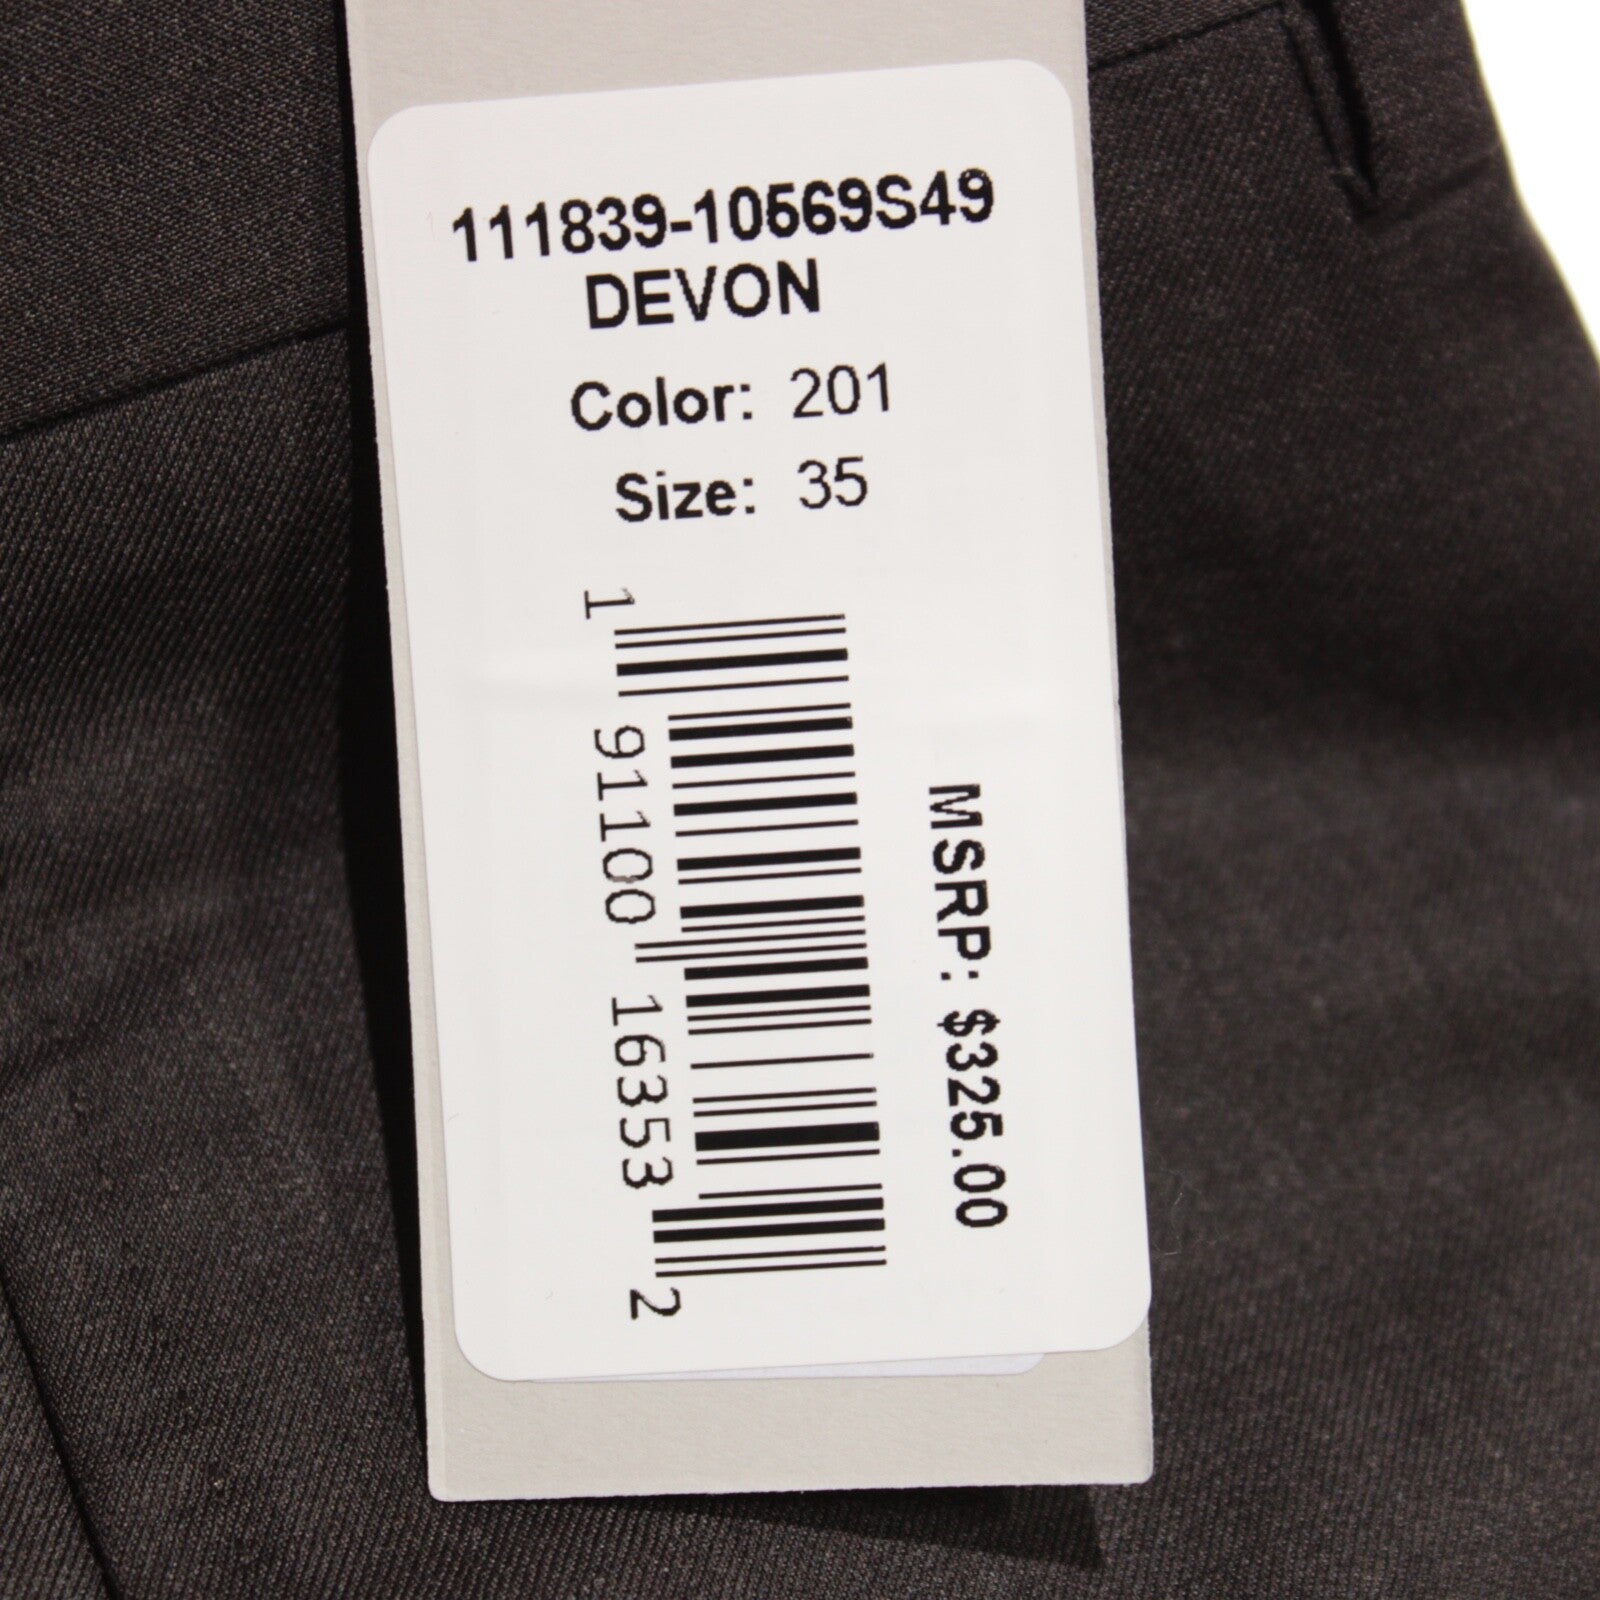 111839-10569S49
DEVON
Color: 201
Size: 35
1 91100 16353 2
MSRP: $325.00